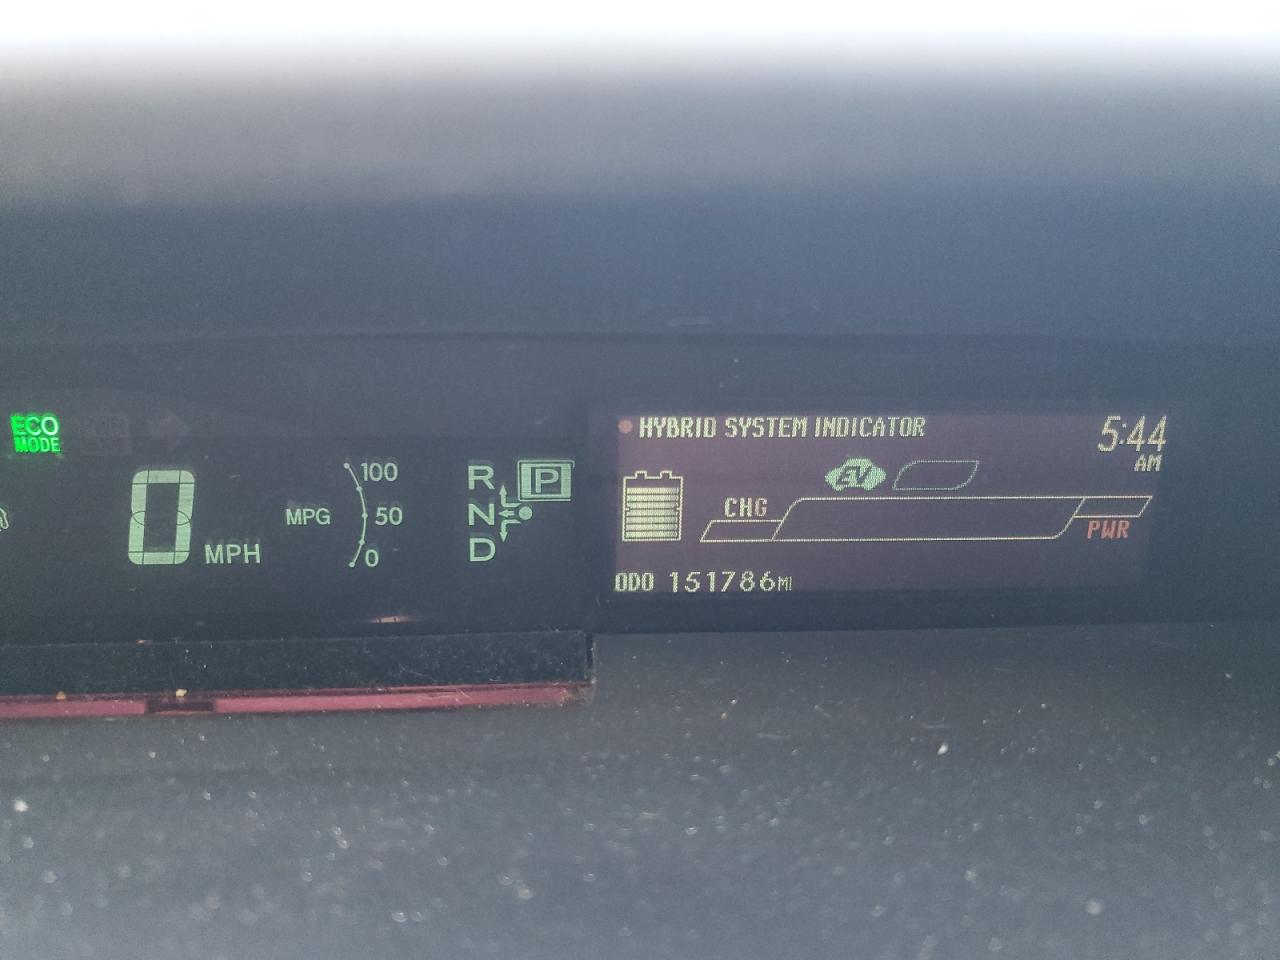 ECO
MODE
PWR
0 MPH
MPG
100
50
0
R
P
N
D
HYBRID SYSTEM INDICATOR
5:44
AM
EV
CHG
PWR
ODO 151786MI